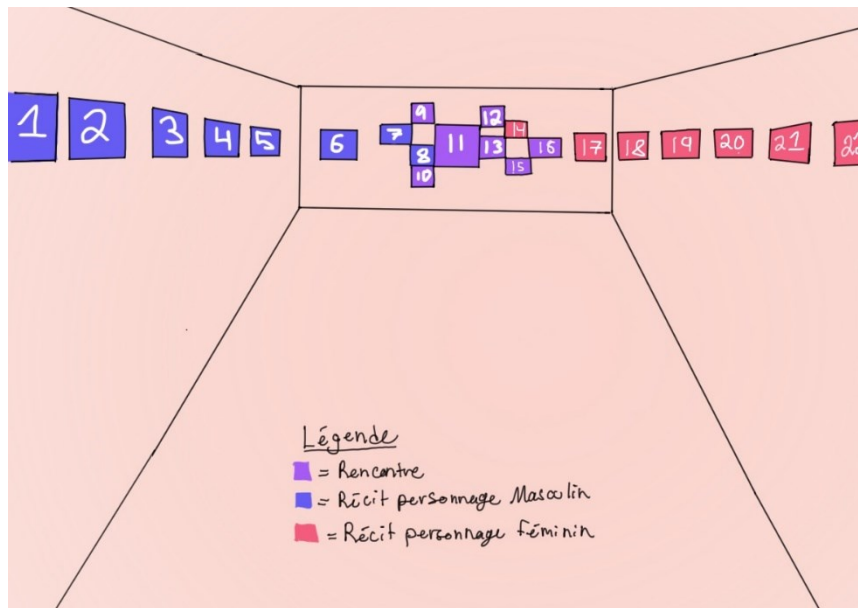 1 2 3 4 5 6 7 8 9 10 11 12 13 14 15 16 17 18 19 20 21 22
Légende
= Rencontre
= Récit personnage Masculin
= Récit personnage féminin